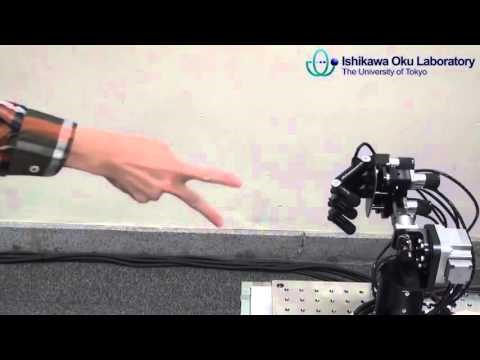 Ishikawa Oku Laboratory
The University of Tokyo